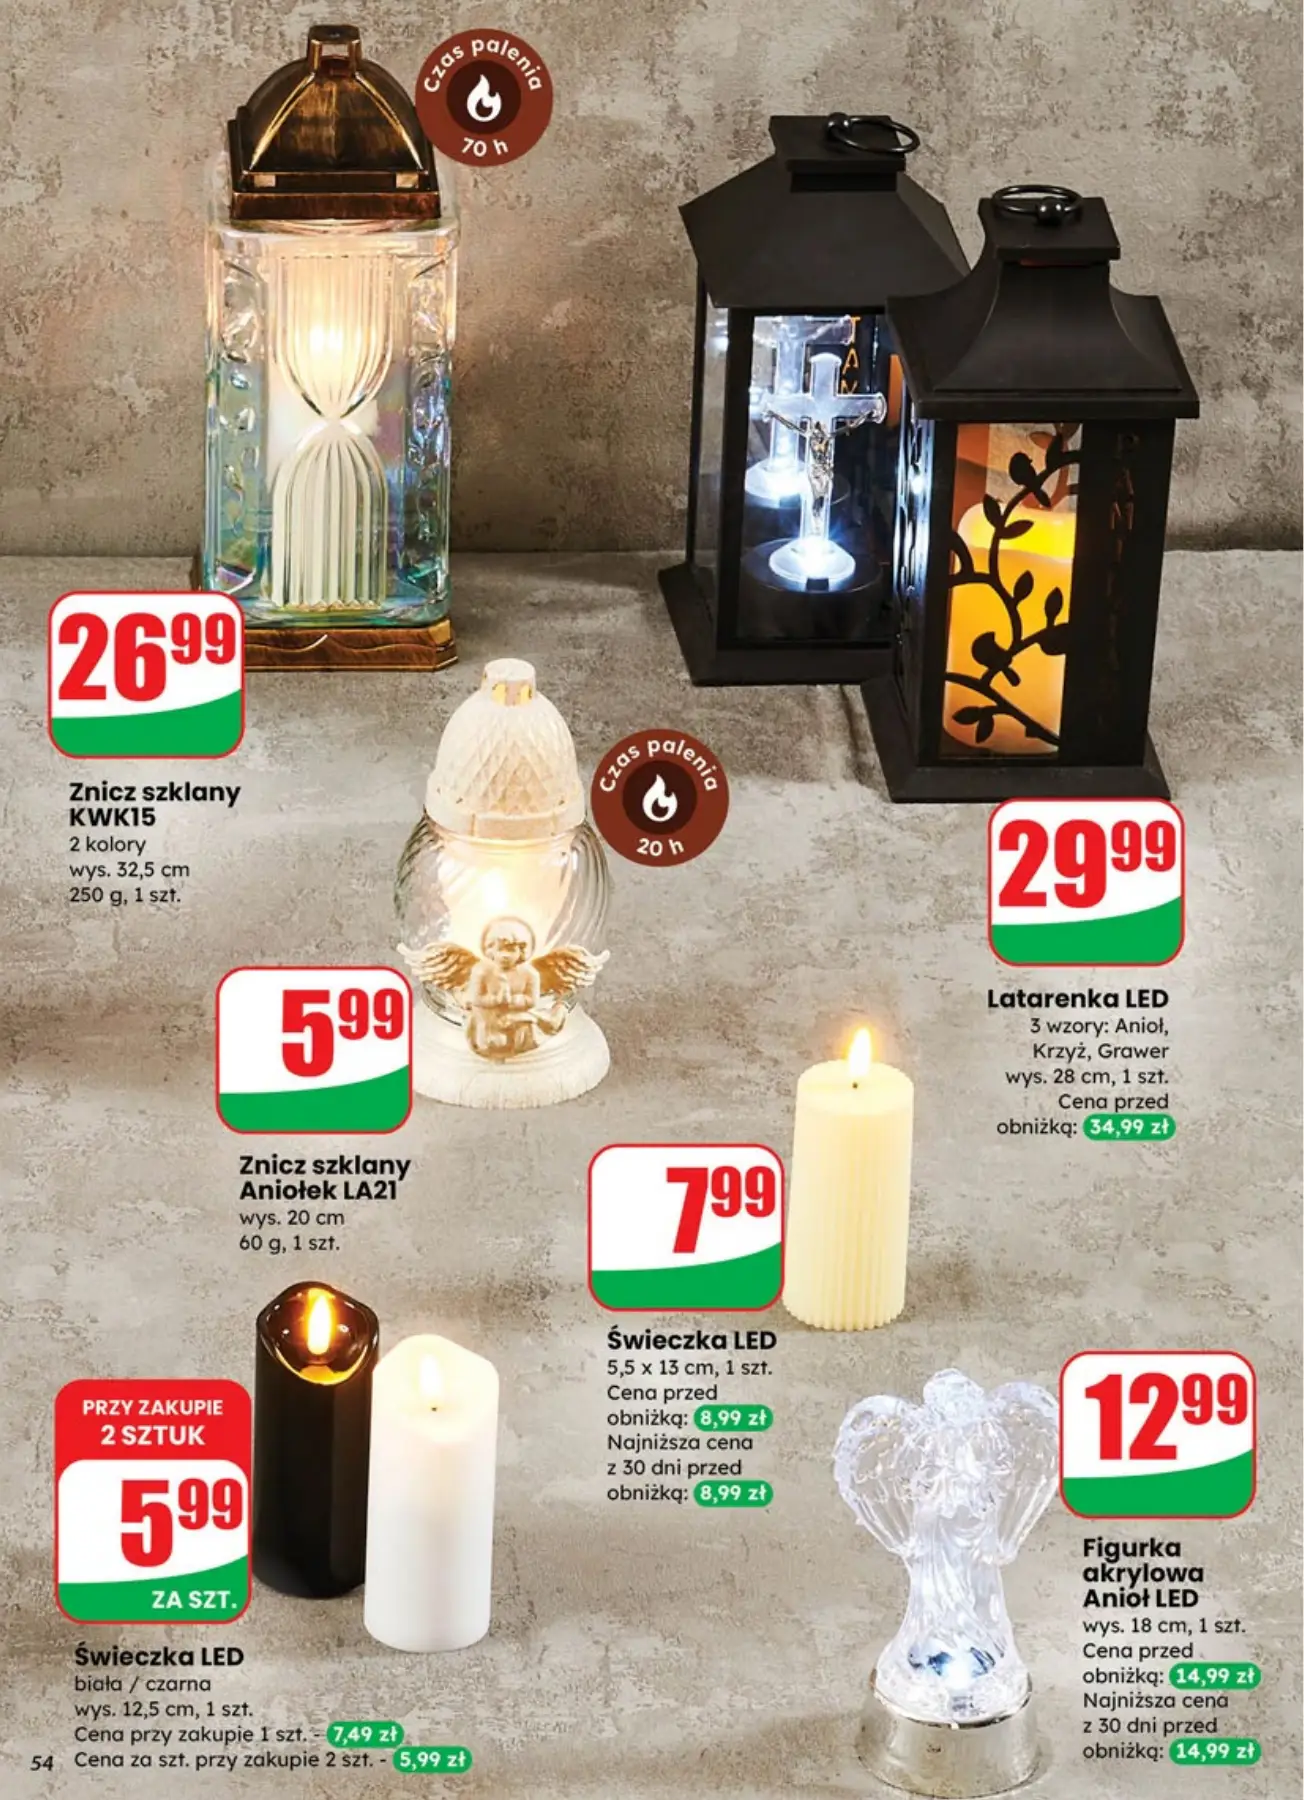 Czas palenia
70 h
TAM
PAMIĘTA
26 99
Znicz szklany
KWK15
2 kolory
wys. 32,5 cm
250 g, 1 szt.
Czas palenia
20 h
29 99
Latarenka LED
3 wzory: Anioł,
Krzyż, Grawer
wys. 28 cm, 1 szt.
Cena przed
obniżką: 34,99 zł
5 99
Znicz szklany
Aniołek LA21
wys. 20 cm
60 g, 1 szt.
7 99
Świeczka LED
5,5 x 13 cm, 1 szt.
Cena przed
obniżką: 8,99 zł
Najniższa cena
z 30 dni przed
obniżką: 8,99 zł
PRZY ZAKUPIE
2 SZTUK
5 99
ZA SZT.
Świeczka LED
biała / czarna
wys. 12,5 cm, 1 szt.
Cena przy zakupie 1 szt. - 7,49 zł
Cena za szt. przy zakupie 2 szt. - 5,99 zł
12 99
Figurka
akrylowa
Anioł LED
wys. 18 cm, 1 szt.
Cena przed
obniżką: 14,99 zł
Najniższa cena
z 30 dni przed
obniżką: 14,99 zł
54